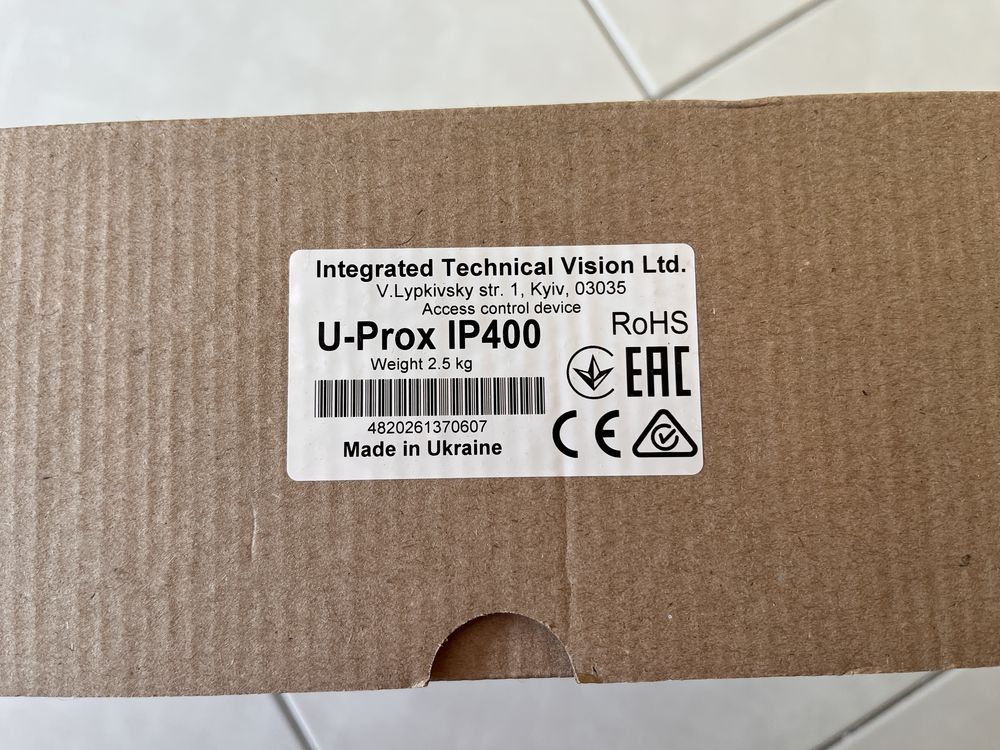 Integrated Technical Vision Ltd.
V.Lypkivsky str. 1, Kyiv, 03035
Access control device
U-Prox IP400
RoHS
Weight 2.5 kg
EAC
4820261370607
CE
Made in Ukraine